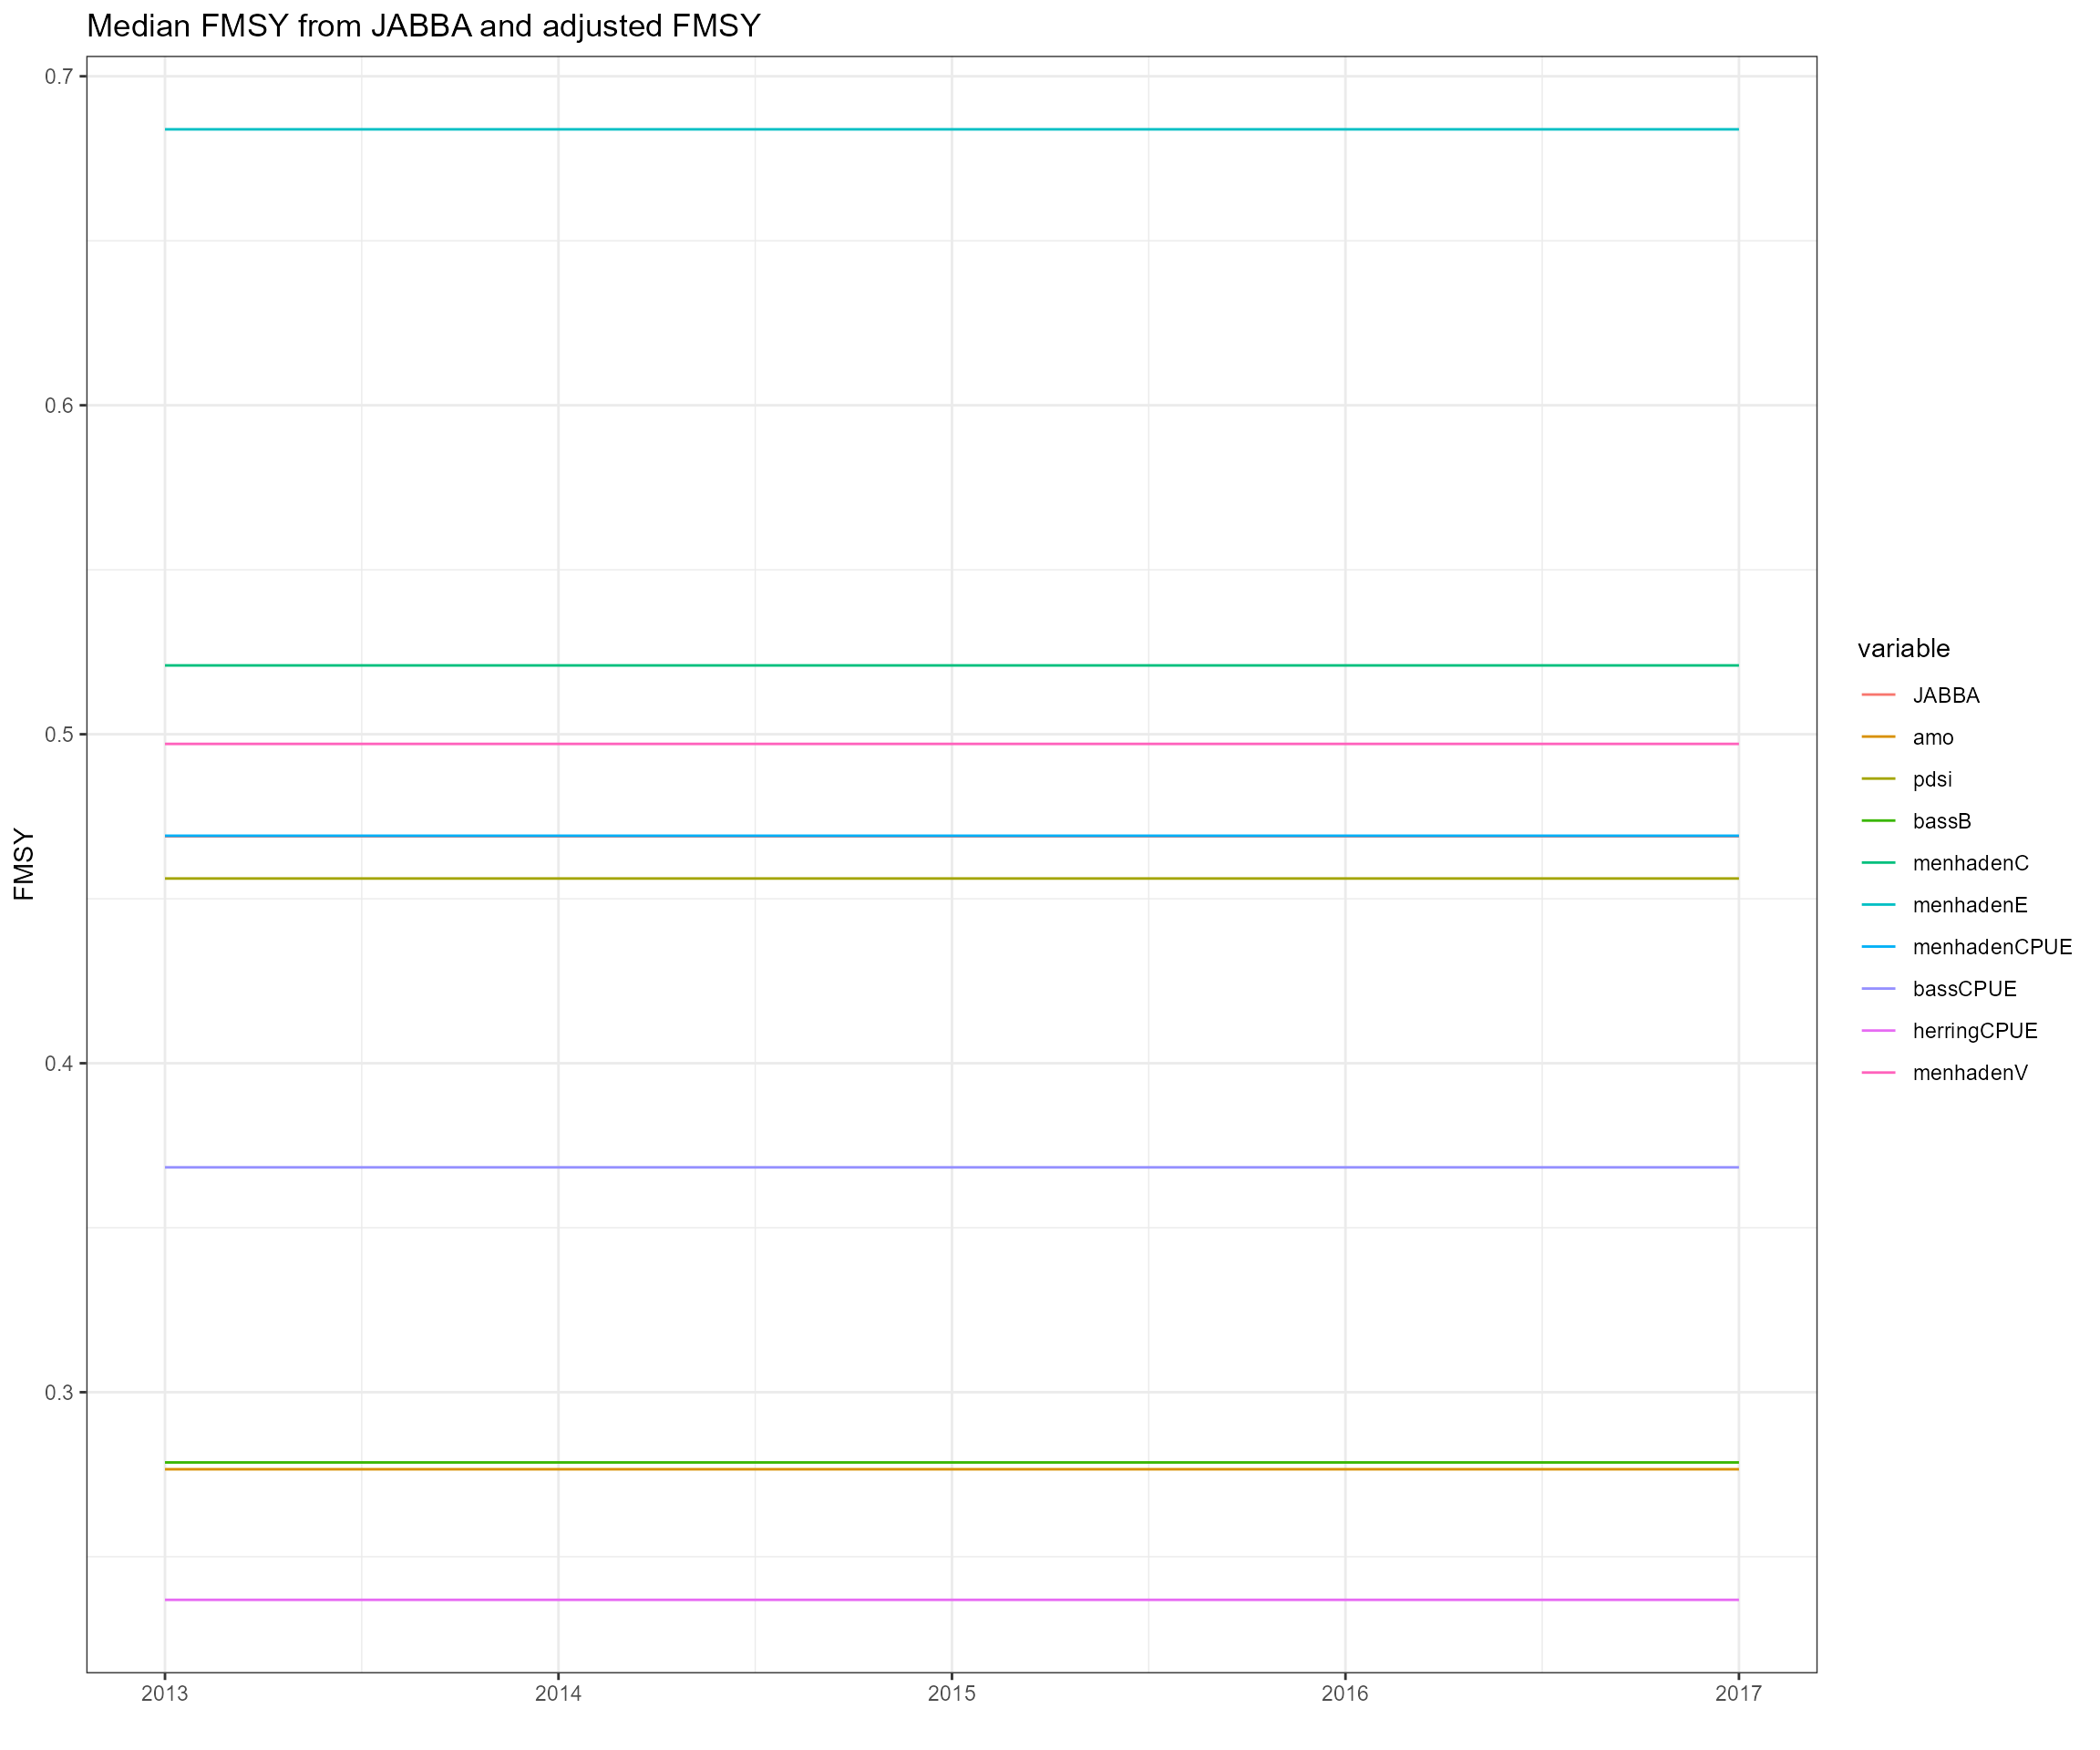 Median FMSY from JABBA and adjusted FMSY
FMSY
0.7
0.6
0.5
0.4
0.3
2013 2014 2015 2016 2017
variable
JABBA
amo
pdsi
bassB
menhadenC
menhadenE
menhadenCPUE
bassCPUE
herringCPUE
menhadenV